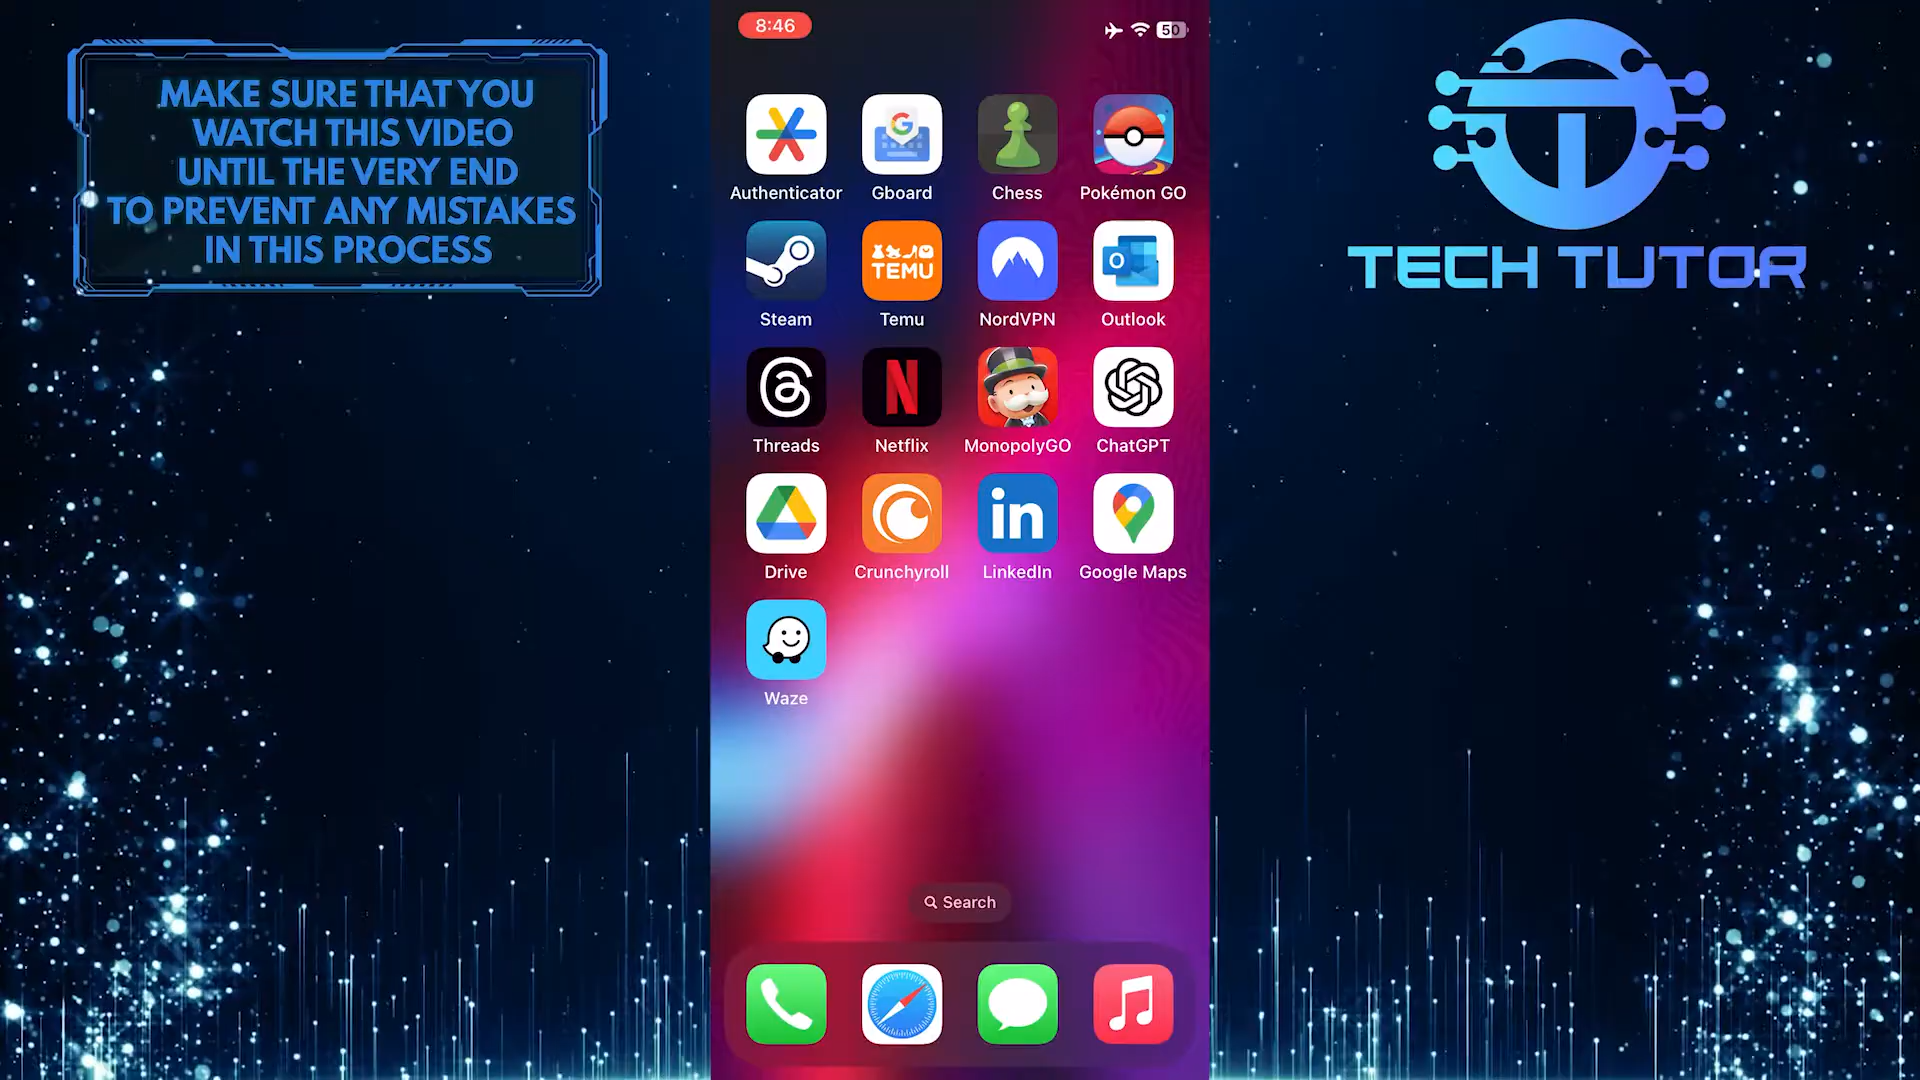 MAKE SURE THAT YOU
WATCH THIS VIDEO
UNTIL THE VERY END
TO PREVENT ANY MISTAKES
IN THIS PROCESS
8:46
50
Authenticator
Gboard
Chess
Pokémon GO
TEMU
Steam
Temu
NordVPN
Outlook
Threads
Netflix
MonopolyGO
ChatGPT
in
Drive
Crunchyroll
LinkedIn
Google Maps
Waze
Search
TECH TUTOR